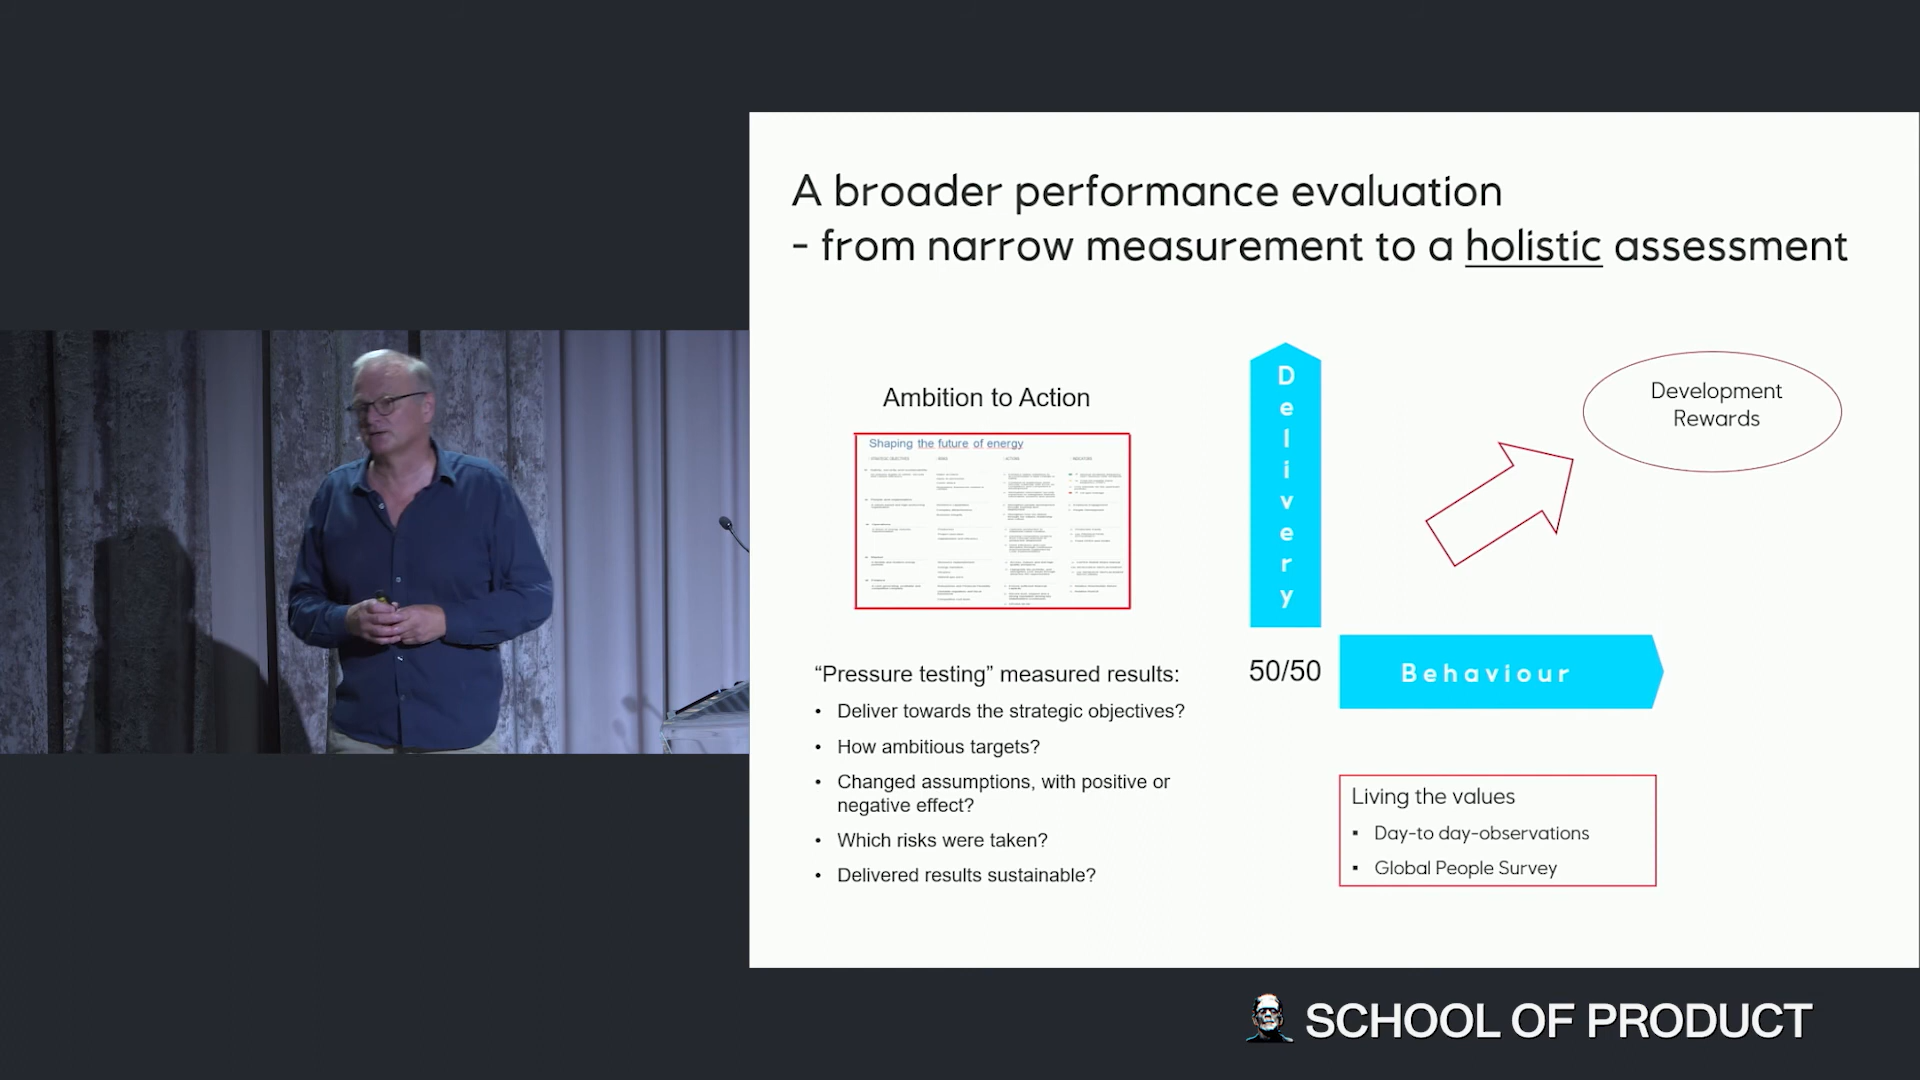 A broader performance evaluation
- from narrow measurement to a holistic assessment
Ambition to Action
Shaping the future of energy
“Pressure testing” measured results:
• Deliver towards the strategic objectives?
• How ambitious targets?
• Changed assumptions, with positive or
negative effect?
• Which risks were taken?
• Delivered results sustainable?
Delivery
50/50
Behaviour
Development
Rewards
Living the values
▪ Day-to day-observations
▪ Global People Survey
SCHOOL OF PRODUCT